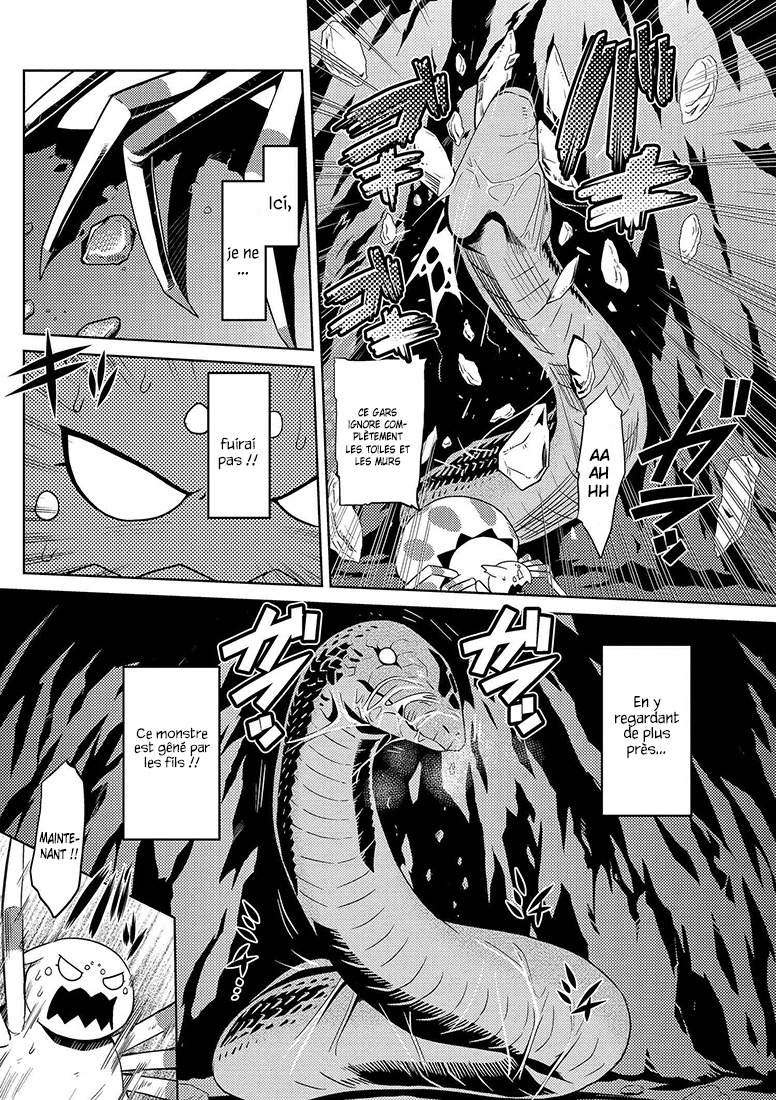 CE GARS
IGNORE COM-
PLÊTEMENT
LES TOILES ET
LES MURS
AA
AH
HH
Ici,
je ne
...
fuirai
pas !!
En y
regardant
de plus
près...
Ce monstre
est gêné par
les fils !!
MAINTE-
NANT !!